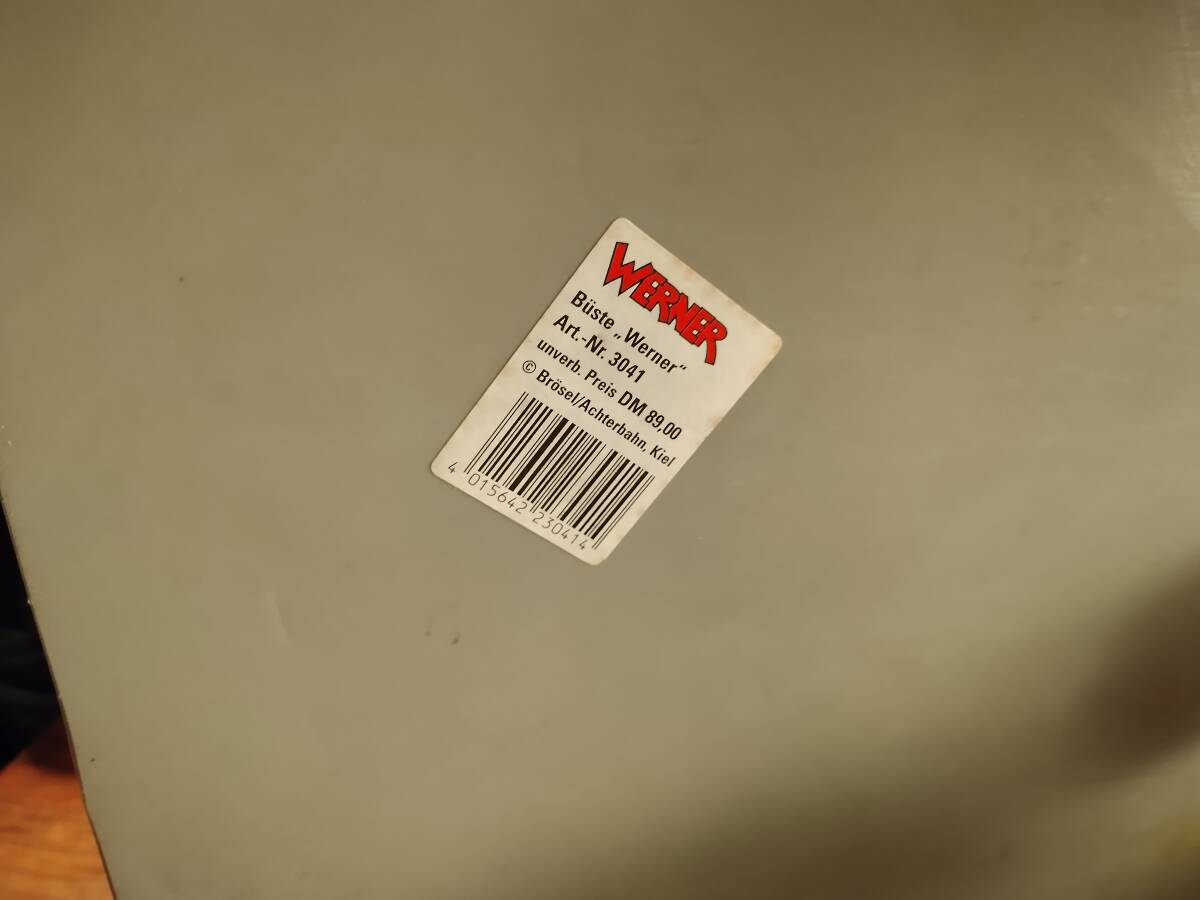 WERNER
Büste „Werner“
Art.-Nr. 3041
unverb. Preis DM 89,00
© Brösel/Achterbahn, Kiel
4 015642 230414